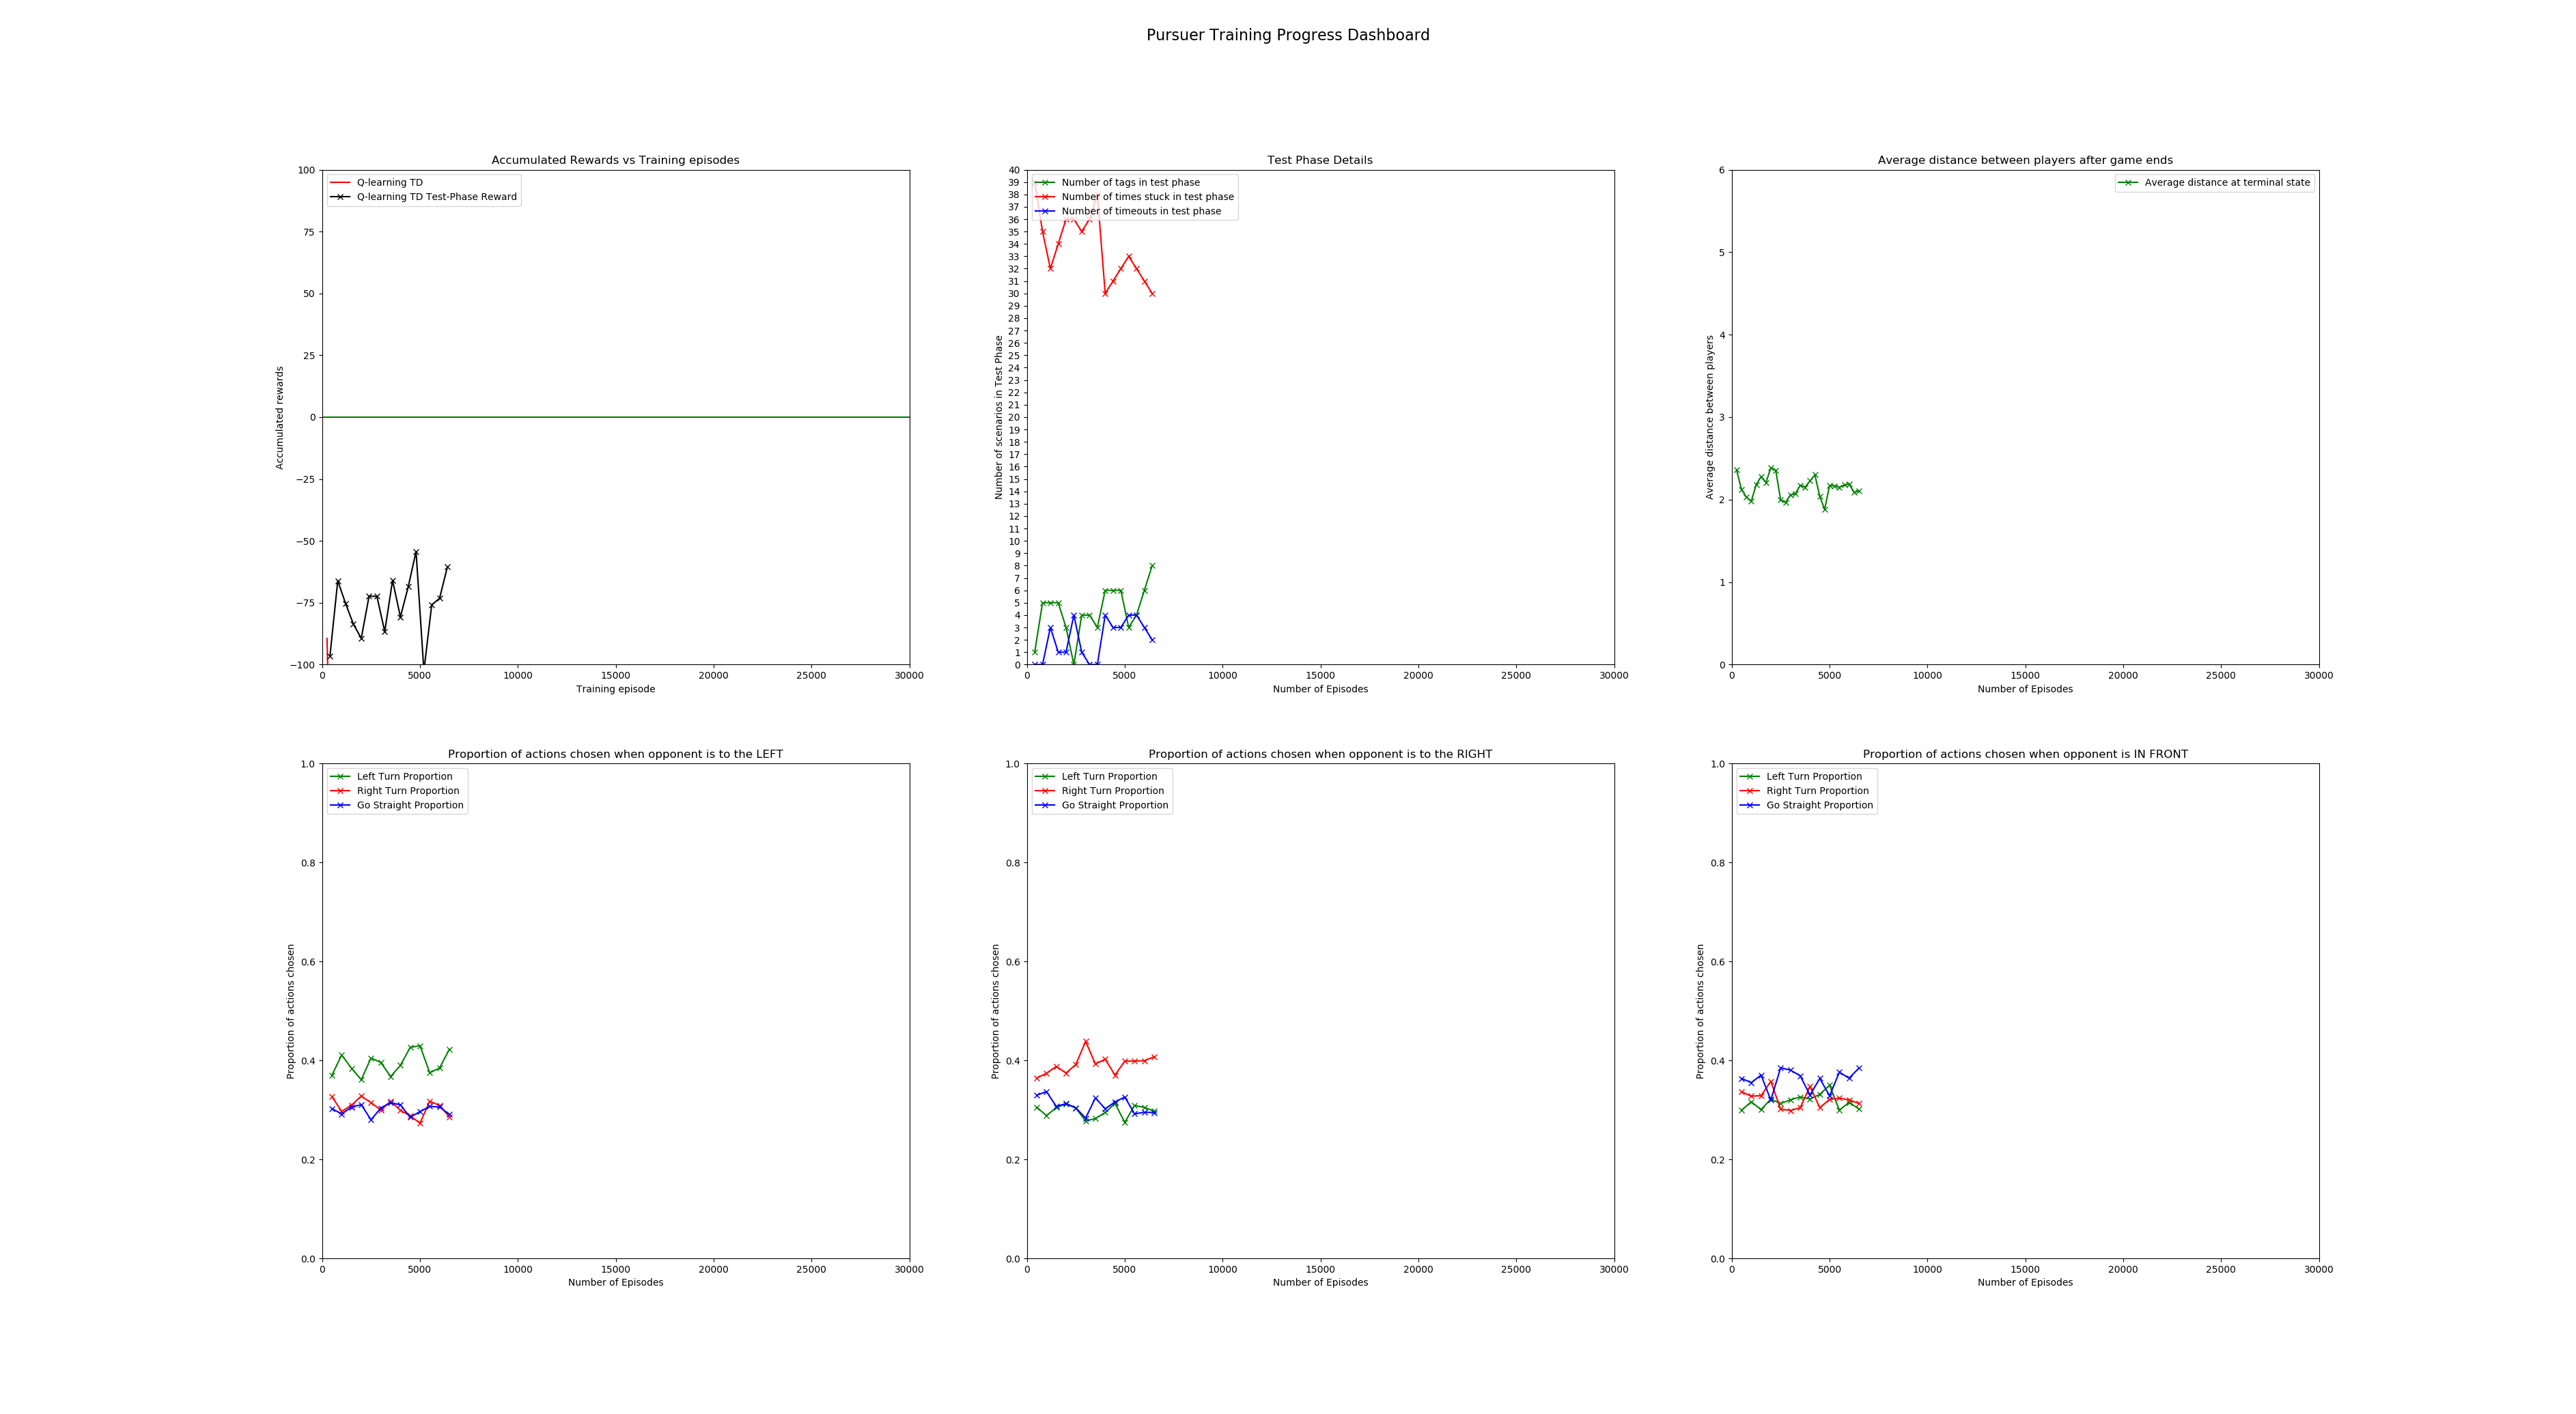 Pursuer Training Progress Dashboard
Accumulated Rewards vs Training episodes
Q-learning TD
Q-learning TD Test-Phase Reward
100
75
50
25
0
−25
−50
−75
−100
Accumulated rewards
0 5000 10000 15000 20000 25000 30000
Training episode
Test Phase Details
Number of tags in test phase
Number of times stuck in test phase
Number of timeouts in test phase
40
39
38
37
36
35
34
33
32
31
30
29
28
27
26
25
24
23
22
21
20
19
18
17
16
15
14
13
12
11
10
9
8
7
6
5
4
3
2
1
0
Number of scenarios in Test Phase
0 5000 10000 15000 20000 25000 30000
Number of Episodes
Average distance between players after game ends
Average distance at terminal state
6
5
4
3
2
1
0
Average distance between players
0 5000 10000 15000 20000 25000 30000
Number of Episodes
Proportion of actions chosen when opponent is to the LEFT
Left Turn Proportion
Right Turn Proportion
Go Straight Proportion
1.0
0.8
0.6
0.4
0.2
0.0
Proportion of actions chosen
0 5000 10000 15000 20000 25000 30000
Number of Episodes
Proportion of actions chosen when opponent is to the RIGHT
Left Turn Proportion
Right Turn Proportion
Go Straight Proportion
1.0
0.8
0.6
0.4
0.2
0.0
Proportion of actions chosen
0 5000 10000 15000 20000 25000 30000
Number of Episodes
Proportion of actions chosen when opponent is IN FRONT
Left Turn Proportion
Right Turn Proportion
Go Straight Proportion
1.0
0.8
0.6
0.4
0.2
0.0
Proportion of actions chosen
0 5000 10000 15000 20000 25000 30000
Number of Episodes